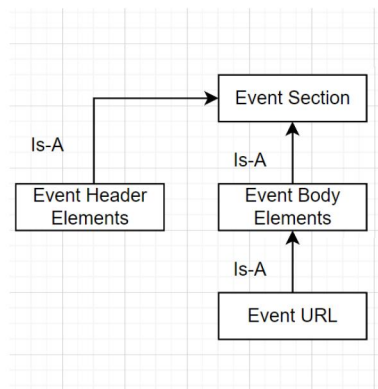 Event Section
Is-A
Is-A
Event Header
Elements
Event Body
Elements
Is-A
Event URL